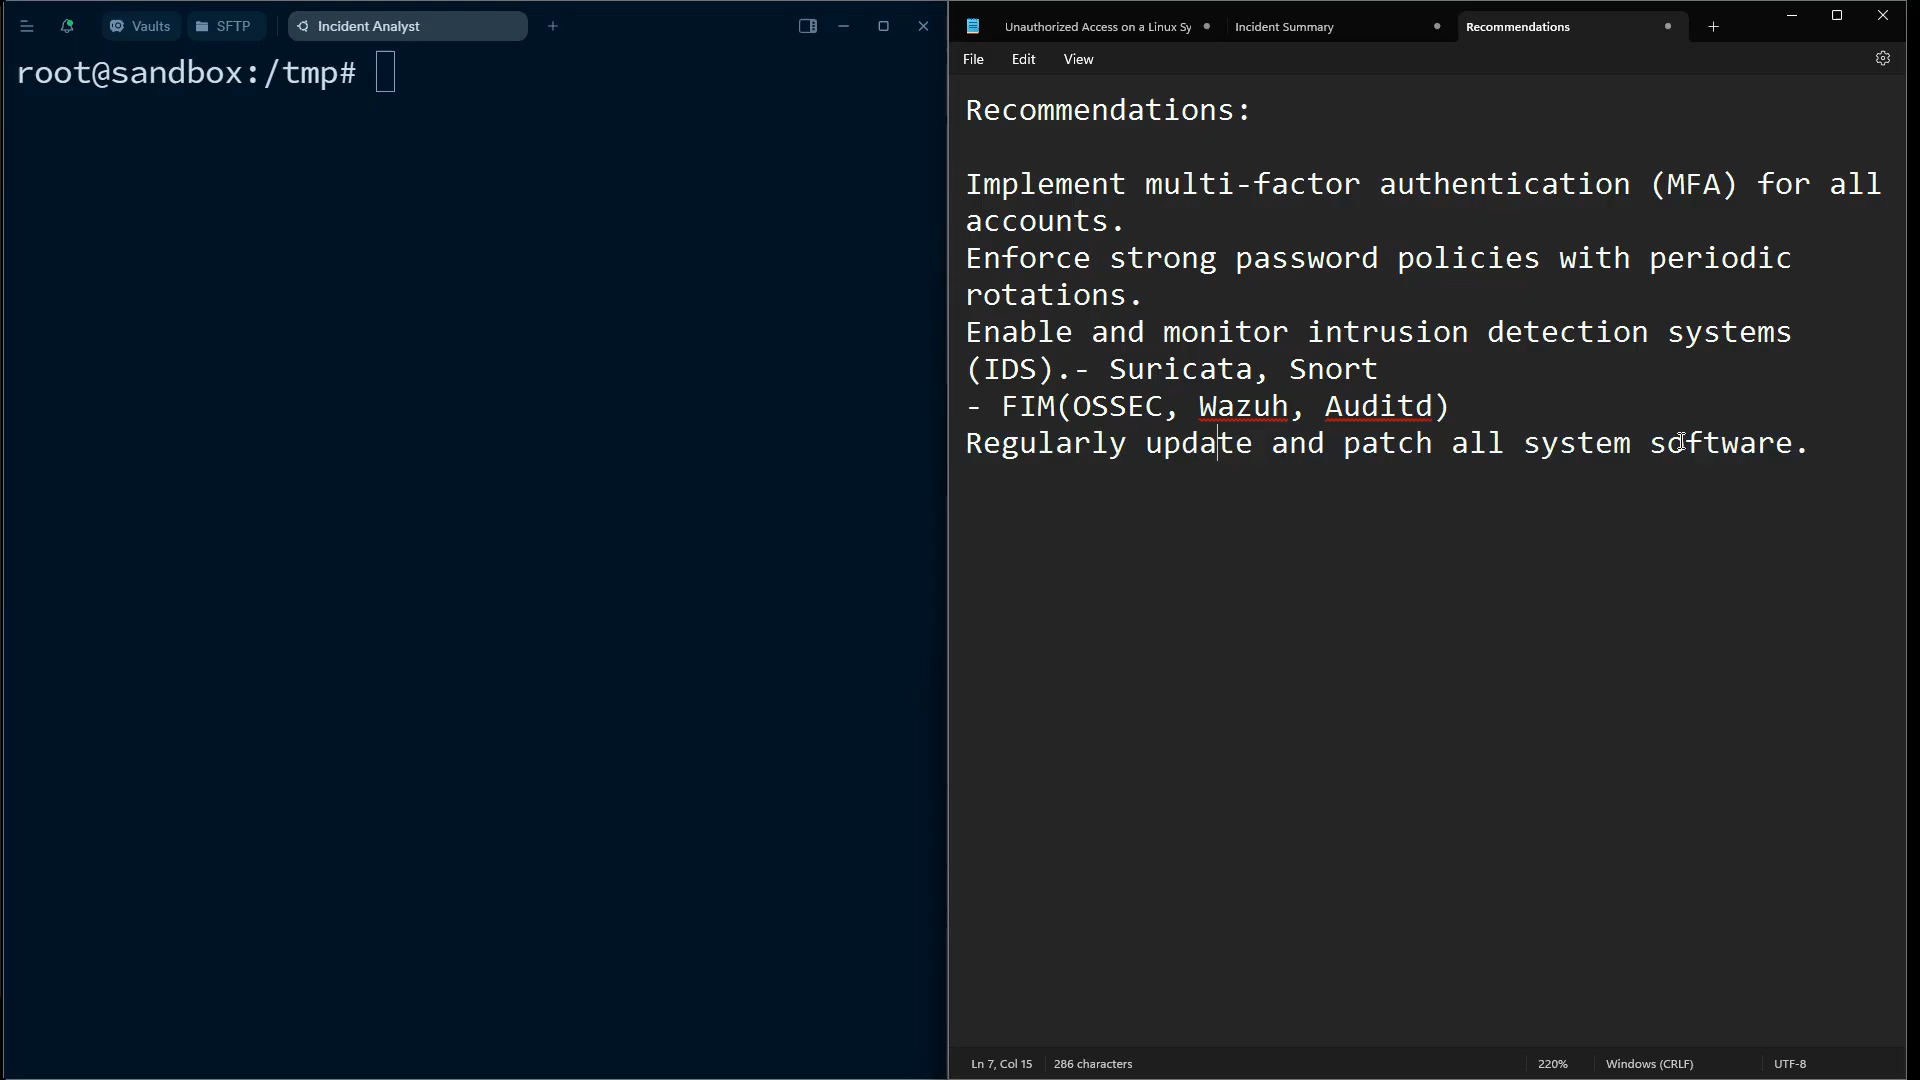 Vaults
SFTP
Incident Analyst
root@sandbox:/tmp#
Unauthorized Access on a Linux Sy
Incident Summary
Recommendations
File
Edit
View
Recommendations:
Implement multi-factor authentication (MFA) for all
accounts.
Enforce strong password policies with periodic
rotations.
Enable and monitor intrusion detection systems
(IDS).- Suricata, Snort
- FIM(OSSEC, Wazuh, Auditd)
Regularly update and patch all system software.
Ln 7, Col 15
286 characters
220%
Windows (CRLF)
UTF-8